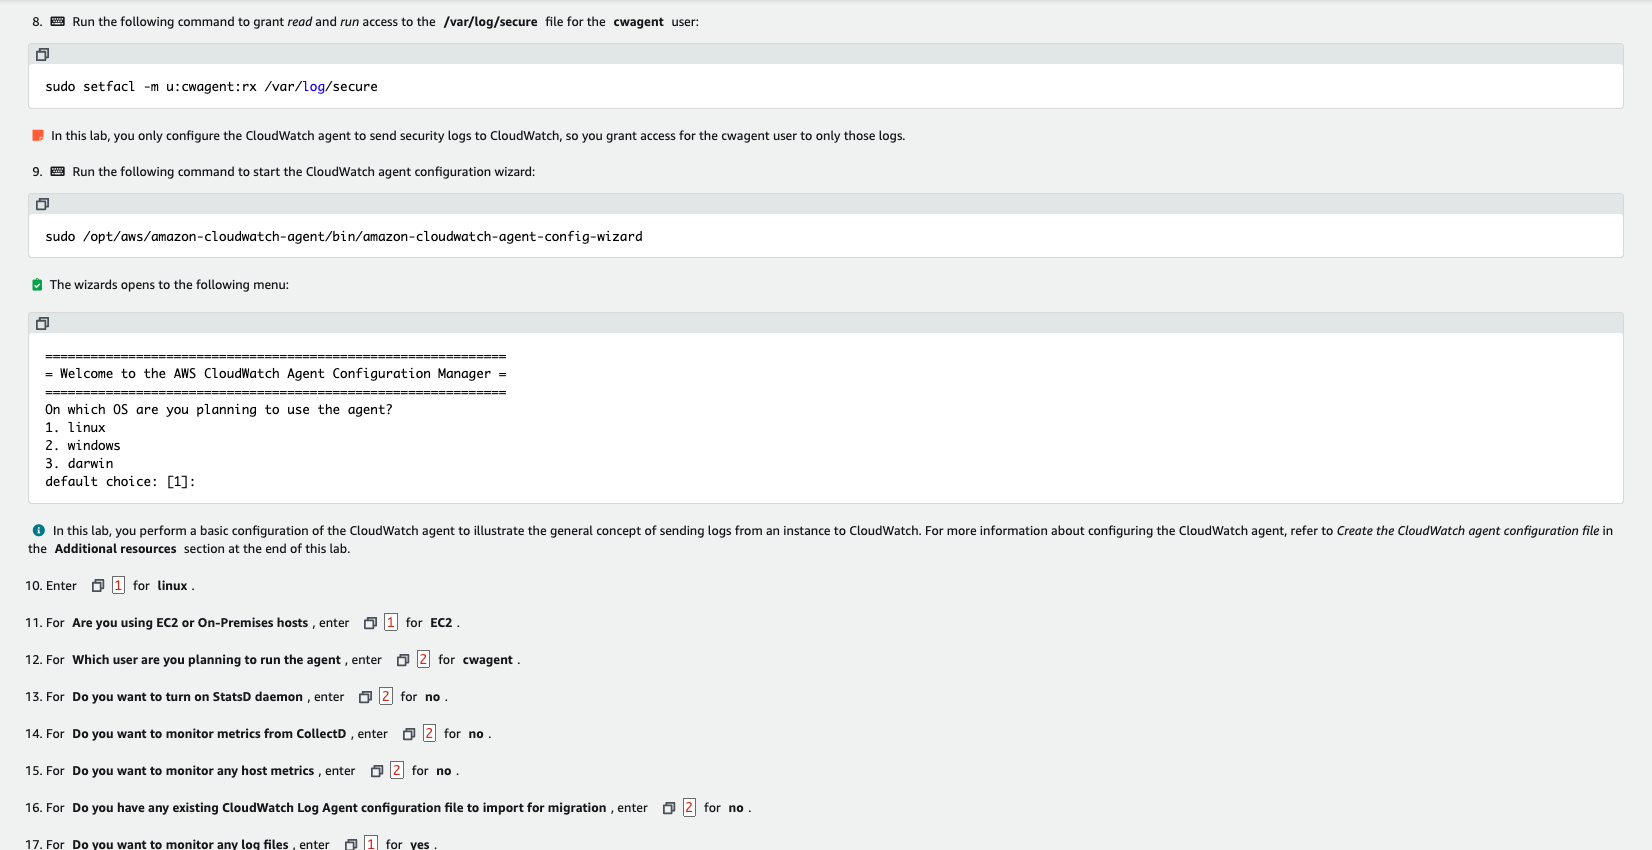 8. Run the following command to grant read and run access to the /var/log/secure file for the cwagent user:
sudo setfacl -m u:cwagent:rx /var/log/secure
In this lab, you only configure the CloudWatch agent to send security logs to CloudWatch, so you grant access for the cwagent user to only those logs.
9. Run the following command to start the CloudWatch agent configuration wizard:
sudo /opt/aws/amazon-cloudwatch-agent/bin/amazon-cloudwatch-agent-config-wizard
The wizards opens to the following menu:
=============================================================
= Welcome to the AWS CloudWatch Agent Configuration Manager =
=============================================================
On which OS are you planning to use the agent?
1. linux
2. windows
3. darwin
default choice: [1]:
In this lab, you perform a basic configuration of the CloudWatch agent to illustrate the general concept of sending logs from an instance to CloudWatch. For more information about configuring the CloudWatch agent, refer to Create the CloudWatch agent configuration file in
the Additional resources section at the end of this lab.
10. Enter 1 for linux .
11. For Are you using EC2 or On-Premises hosts , enter 1 for EC2 .
12. For Which user are you planning to run the agent , enter 2 for cwagent .
13. For Do you want to turn on StatsD daemon , enter 2 for no .
14. For Do you want to monitor metrics from CollectD , enter 2 for no .
15. For Do you want to monitor any host metrics , enter 2 for no .
16. For Do you have any existing CloudWatch Log Agent configuration file to import for migration , enter 2 for no .
17. For Do you want to monitor any log files , enter 1 for yes .